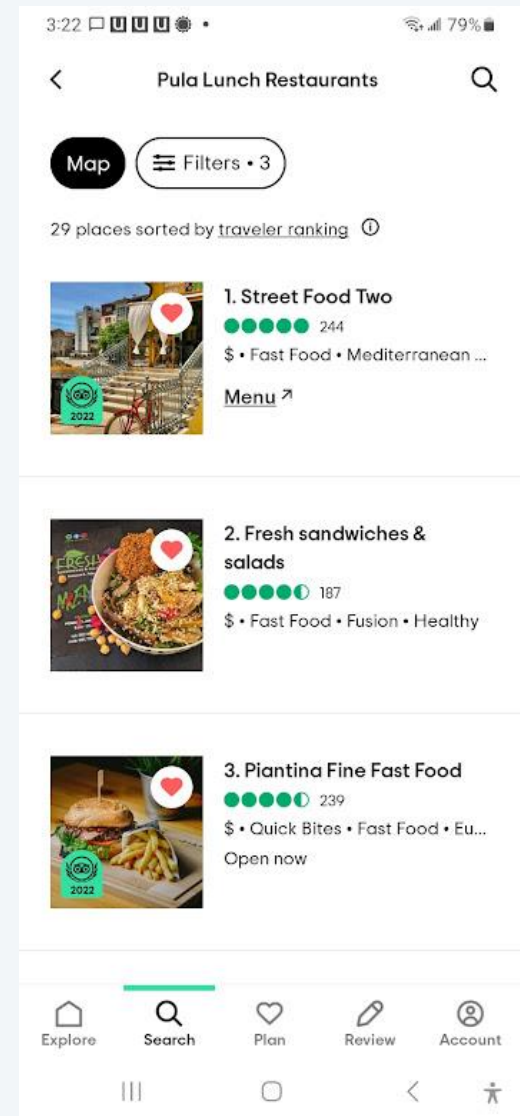 3:22
79%
Pula Lunch Restaurants
Map
Filters • 3
29 places sorted by traveler ranking
1. Street Food Two
244
$ • Fast Food • Mediterranean ...
Menu
2022
2. Fresh sandwiches &
salads
187
$ • Fast Food • Fusion • Healthy
FRESH
3. Piantina Fine Fast Food
239
$ • Quick Bites • Fast Food • Eu...
Open now
2022
Explore
Search
Plan
Review
Account